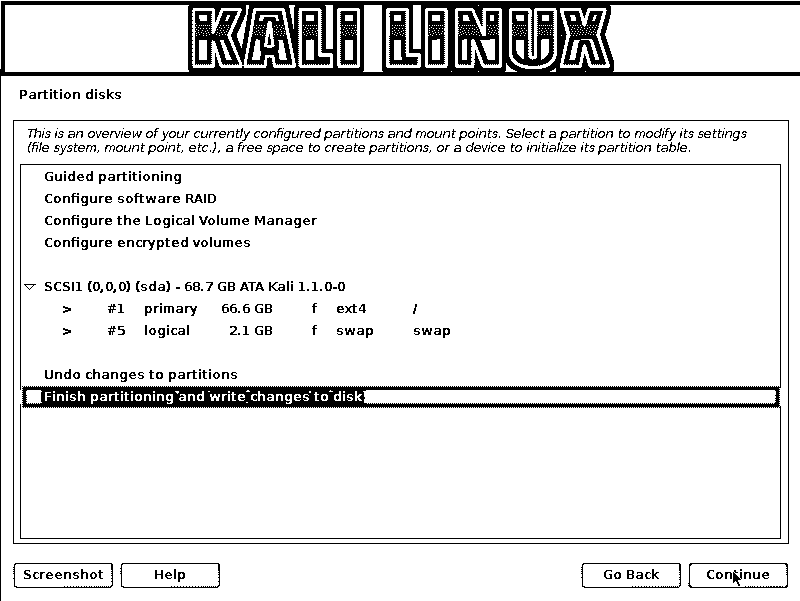 KALI LINUX
Partition disks
This is an overview of your currently configured partitions and mount points. Select a partition to modify its settings
(file system, mount point, etc.), a free space to create partitions, or a device to initialize its partition table.
Guided partitioning
Configure software RAID
Configure the Logical Volume Manager
Configure encrypted volumes
SCSI1 (0,0,0) (sda) - 68.7 GB ATA Kali 1.1.0-0
> #1 primary 66.6 GB f ext4 /
> #5 logical 2.1 GB f swap swap
Undo changes to partitions
Finish partitioning and write changes to disk
Screenshot Help Go Back Continue